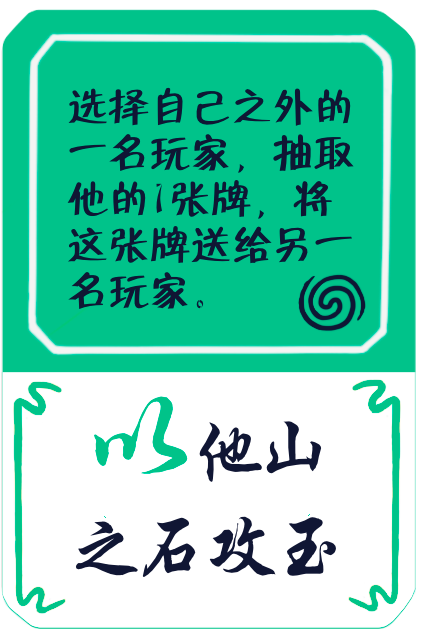 选择自己之外的
一名玩家，抽取
他的1张牌，将
这张牌送给另一
名玩家。
以他山
之石攻玉